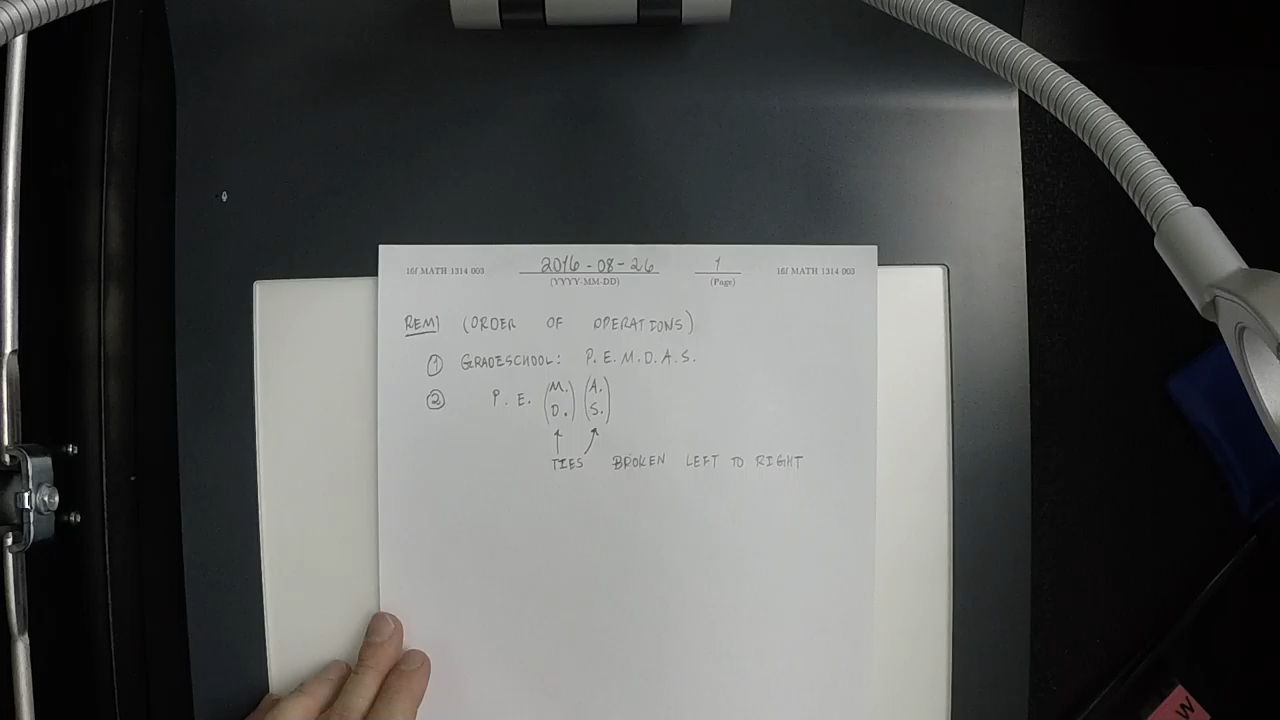 16f MATH 1314 003 2016-08-26 1 16f MATH 1314 003
(YYYY-MM-DD) (Page)
REM) (ORDER OF OPERATIONS)
① GRADESCHOOL: P.E.M.D.A.S.
② P. E. (M. D.) (A. S.)
TIES BROKEN LEFT TO RIGHT
W